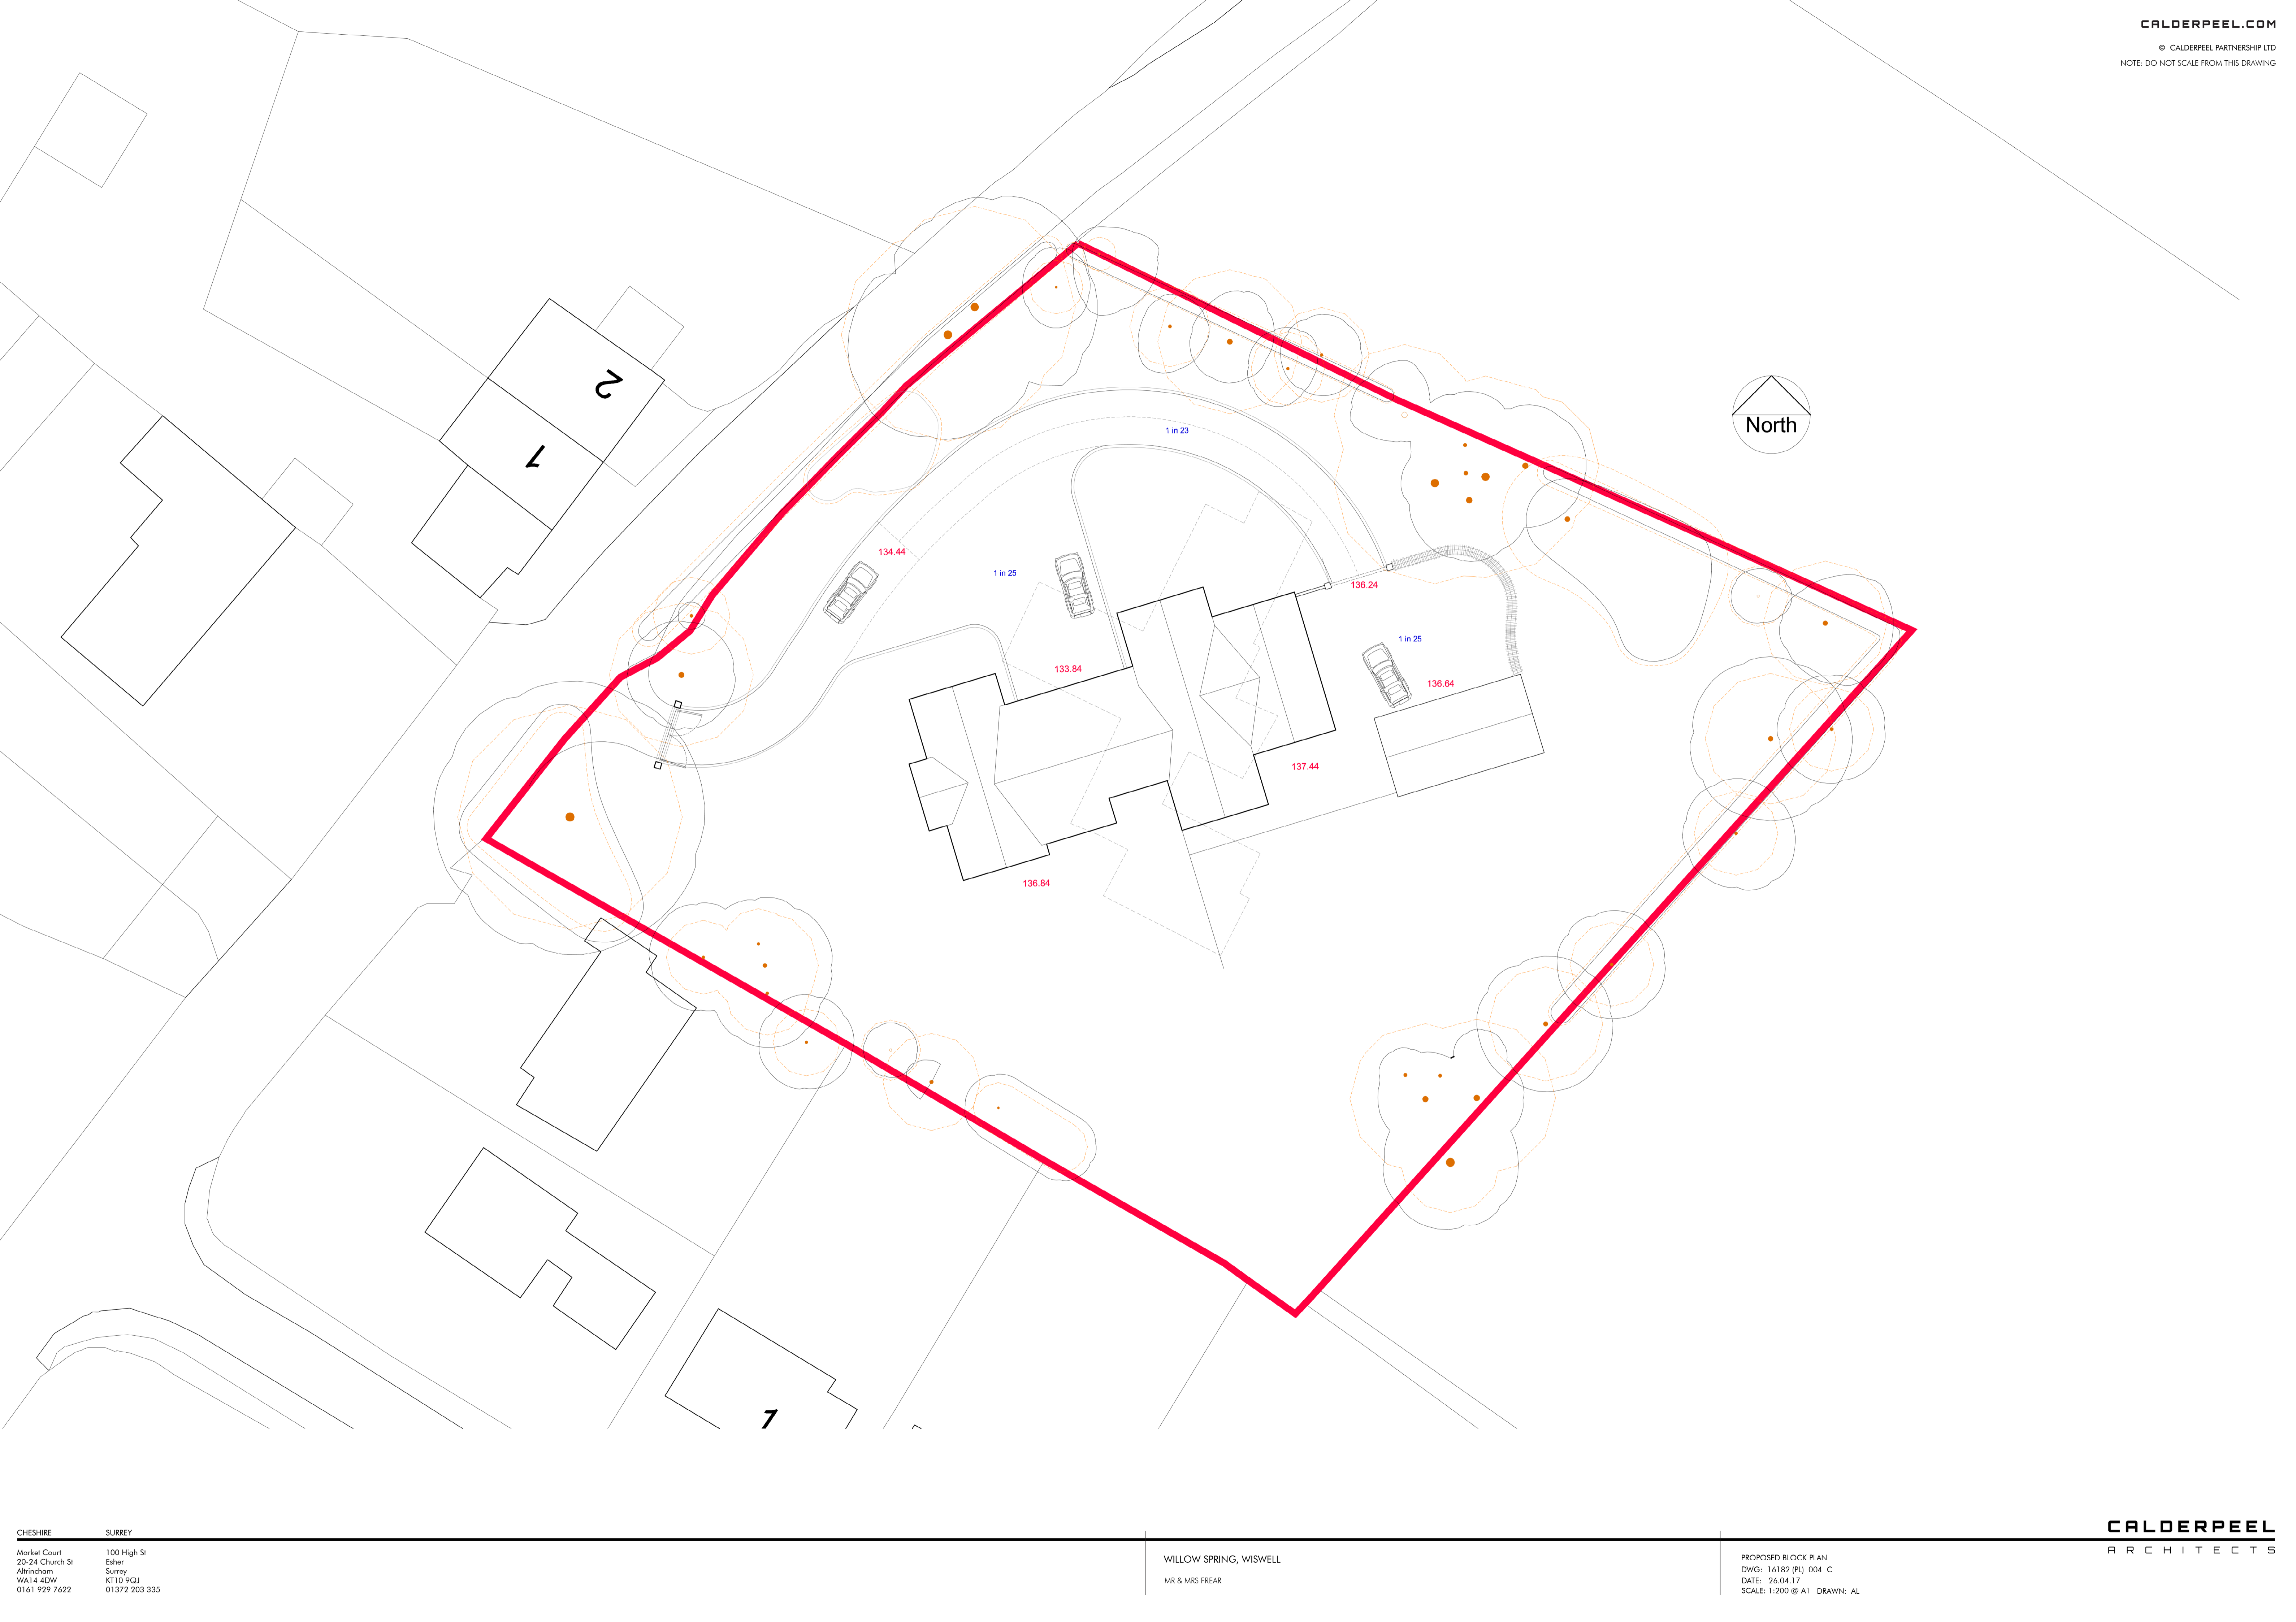 CALDERPEEL.COM
© CALDERPEEL PARTNERSHIP LTD
NOTE: DO NOT SCALE FROM THIS DRAWING
2
1
North
1 in 23
134.44
1 in 25
136.24
1 in 25
133.84
136.64
137.44
136.84
7
CHESHIRE
SURREY
Market Court
20-24 Church St
Altrincham
WA14 4DW
0161 929 7622
100 High St
Esher
Surrey
KT10 9QJ
01372 203 335
WILLOW SPRING, WISWELL
MR & MRS FREAR
CALDERPEEL
ARCHITECTS
PROPOSED BLOCK PLAN
DWG: 16182 (PL) 004 C
DATE: 26.04.17
SCALE: 1:200 @ A1 DRAWN: AL